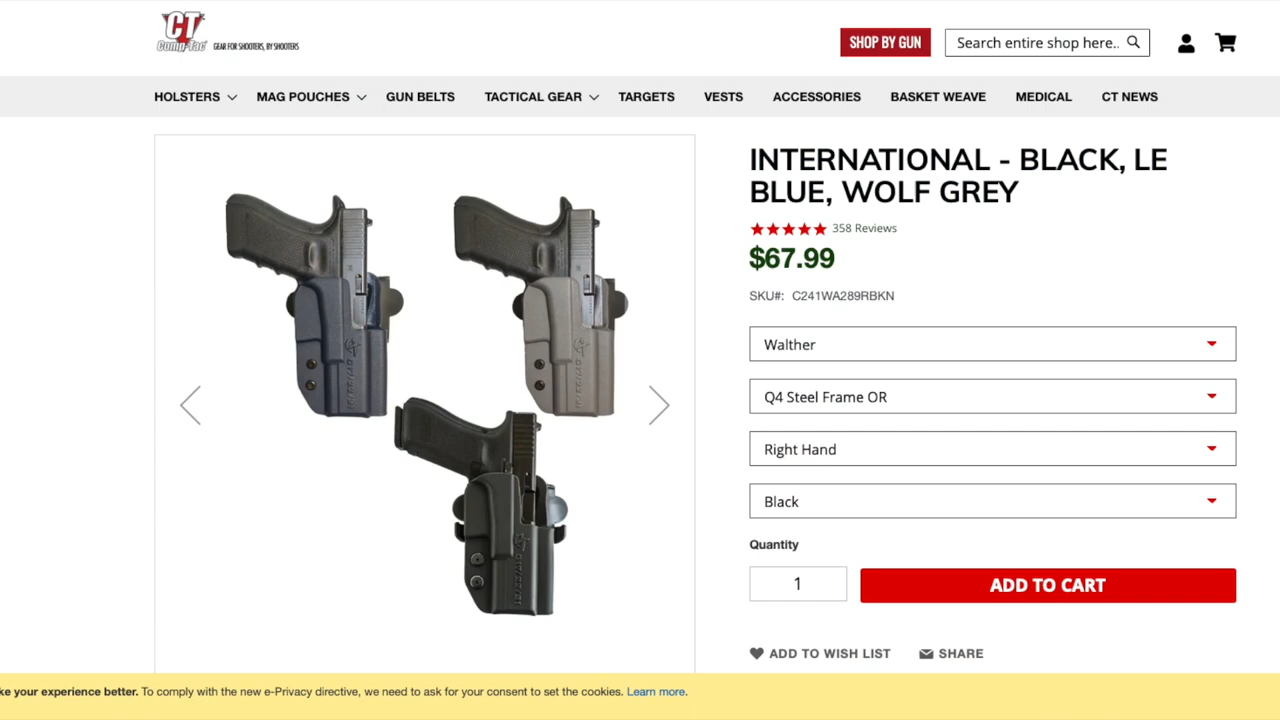 CT
Comp-Tac
GEAR FOR SHOOTERS, BY SHOOTERS
SHOP BY GUN
Search entire shop here..
HOLSTERS
MAG POUCHES
GUN BELTS
TACTICAL GEAR
TARGETS
VESTS
ACCESSORIES
BASKET WEAVE
MEDICAL
CT NEWS
INTERNATIONAL - BLACK, LE
BLUE, WOLF GREY
358 Reviews
$67.99
SKU#: C241WA289RBKN
Walther
Q4 Steel Frame OR
Right Hand
Black
Quantity
1
ADD TO CART
ADD TO WISH LIST
SHARE
ke your experience better. To comply with the new e-Privacy directive, we need to ask for your consent to set the cookies. Learn more.